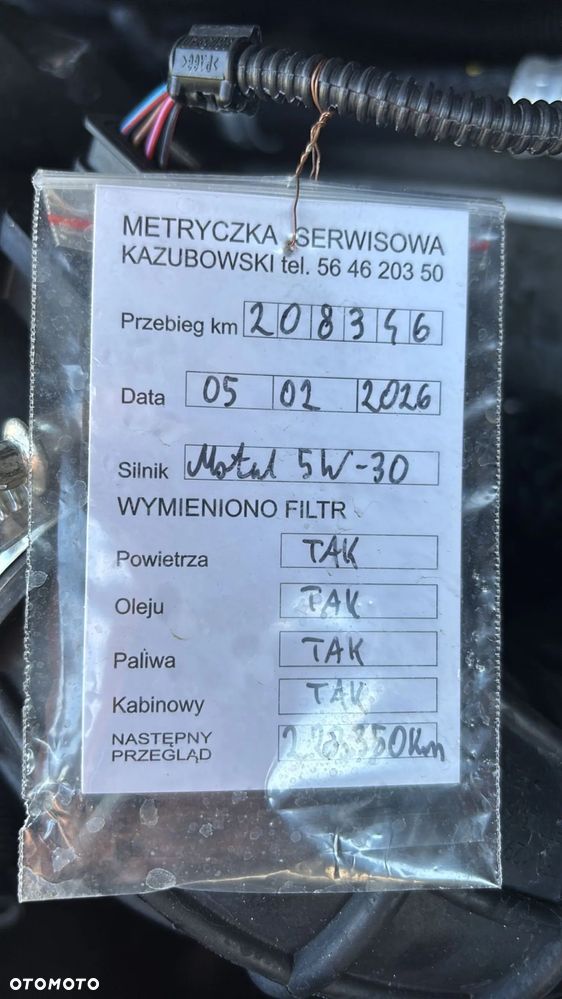 METRYCZKA SERWISOWA
KAZUBOWSKI tel. 56 46 203 50
Przebieg km 208346
Data 05 02 2026
Silnik Motul 5W-30
WYMIENIONO FILTR
Powietrza TAK
Oleju TAK
Paliwa TAK
Kabinowy TAK
NASTĘPNY
PRZEGLĄD
OTOMOTO